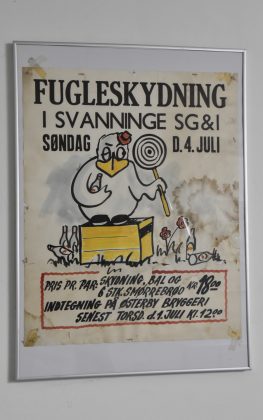 FUGLESKYDNING
I SVANNINGE SG&I
SØNDAG D. 4. JULI
PRIS PR. PAR: SKYDNING, BAL OG
6 STK. SMØRREBRØD KR. 18.00
INDTEGNING PÅ ØSTERBY BRYGGERI
SENEST TORSD. d. 1. JULI KL. 12.00